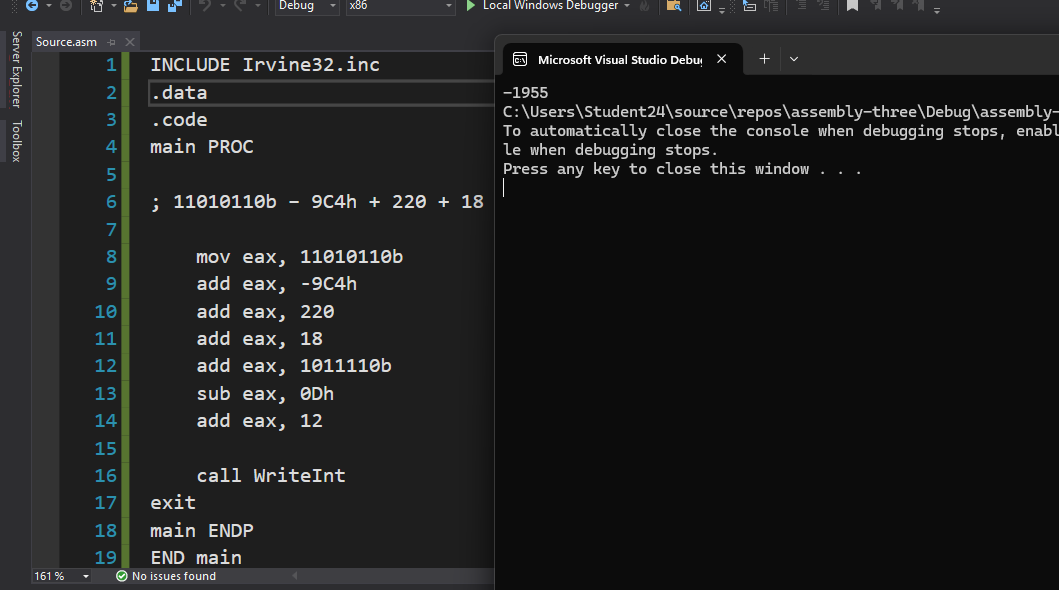 Debug
x86
Local Windows Debugger
Server Explorer
Toolbox
Source.asm
1 INCLUDE Irvine32.inc
2 .data
3 .code
4 main PROC
5
6 ; 11010110b - 9C4h + 220 + 18
7
8 mov eax, 11010110b
9 add eax, -9C4h
10 add eax, 220
11 add eax, 18
12 add eax, 1011110b
13 sub eax, 0Dh
14 add eax, 12
15
16 call WriteInt
17 exit
18 main ENDP
19 END main
161 %
No issues found
Microsoft Visual Studio Debug
-1955
C:\Users\Student24\source\repos\assembly-three\Debug\assembly-
To automatically close the console when debugging stops, enabl
le when debugging stops.
Press any key to close this window . . .